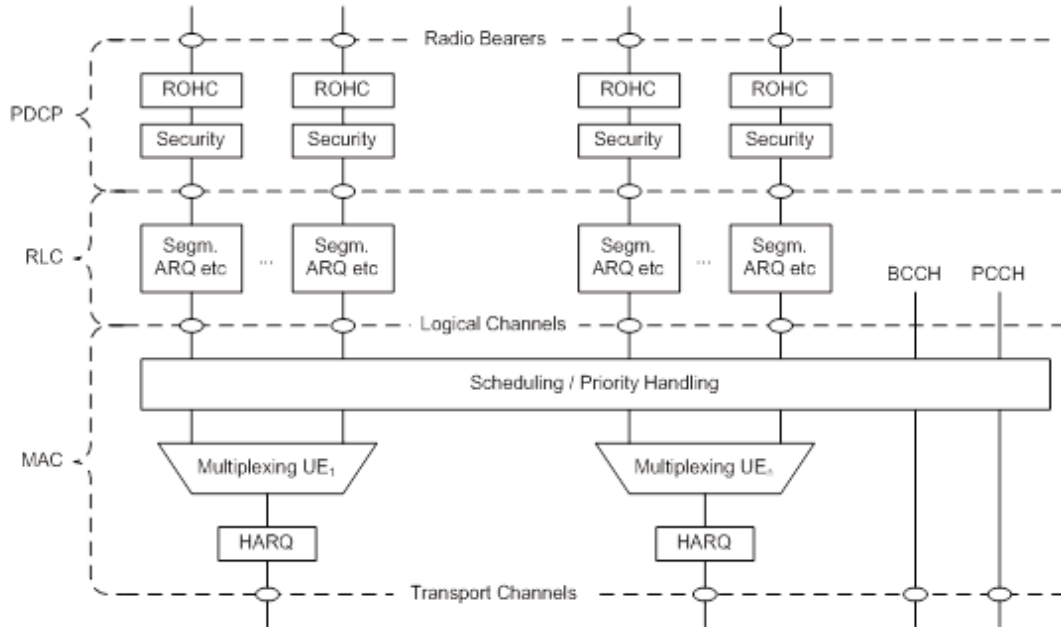 Radio Bearers
ROHC ROHC ROHC ROHC
PDCP
Security Security Security Security
Segm. ARQ etc ... Segm. ARQ etc Segm. ARQ etc ... Segm. ARQ etc
RLC
BCCH PCCH
Logical Channels
Scheduling / Priority Handling
MAC
Multiplexing UE₁ Multiplexing UEₙ
HARQ HARQ
Transport Channels